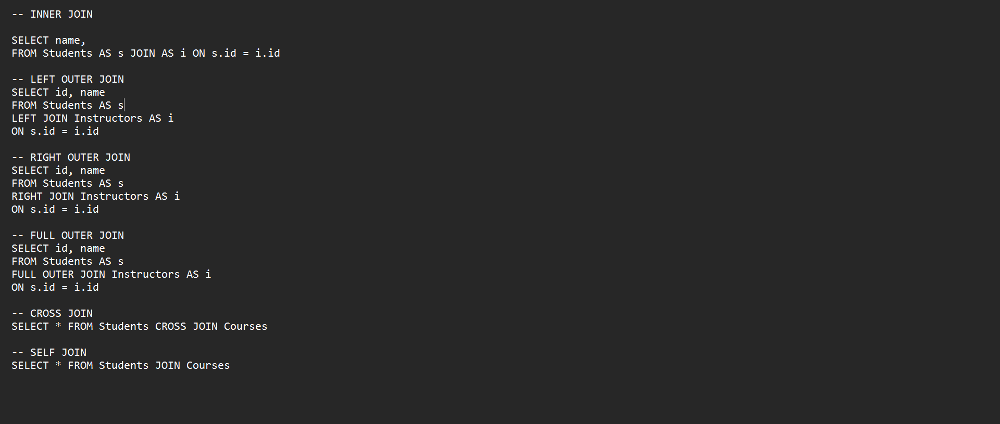 -- INNER JOIN
SELECT name,
FROM Students AS s JOIN AS i ON s.id = i.id
-- LEFT OUTER JOIN
SELECT id, name
FROM Students AS s
LEFT JOIN Instructors AS i
ON s.id = i.id
-- RIGHT OUTER JOIN
SELECT id, name
FROM Students AS s
RIGHT JOIN Instructors AS i
ON s.id = i.id
-- FULL OUTER JOIN
SELECT id, name
FROM Students AS s
FULL OUTER JOIN Instructors AS i
ON s.id = i.id
-- CROSS JOIN
SELECT * FROM Students CROSS JOIN Courses
-- SELF JOIN
SELECT * FROM Students JOIN Courses